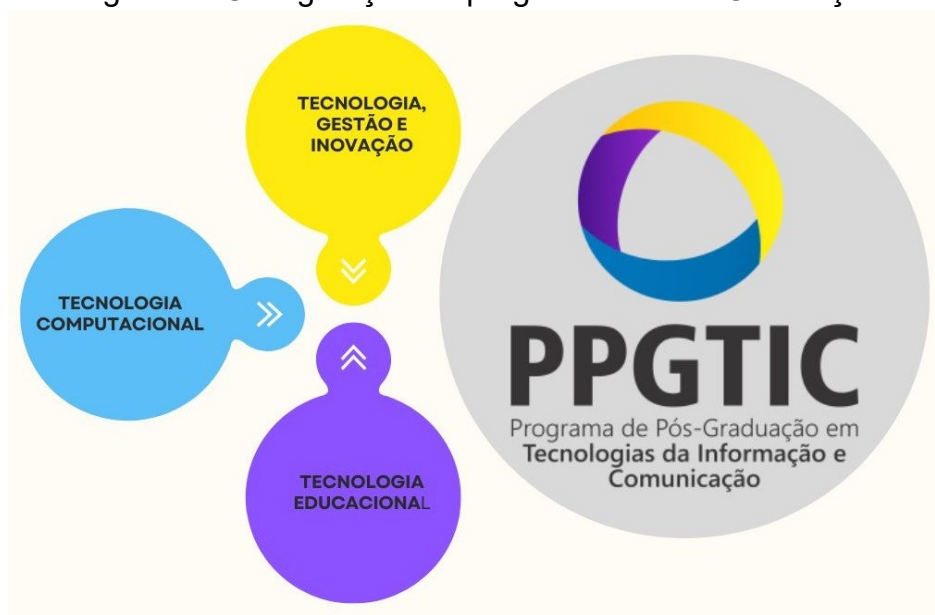 TECNOLOGIA,
GESTÃO E
INOVAÇÃO
TECNOLOGIA
COMPUTACIONAL
TECNOLOGIA
EDUCACIONAL
PPGTIC
Programa de Pós-Graduação em
Tecnologias da Informação e
Comunicação